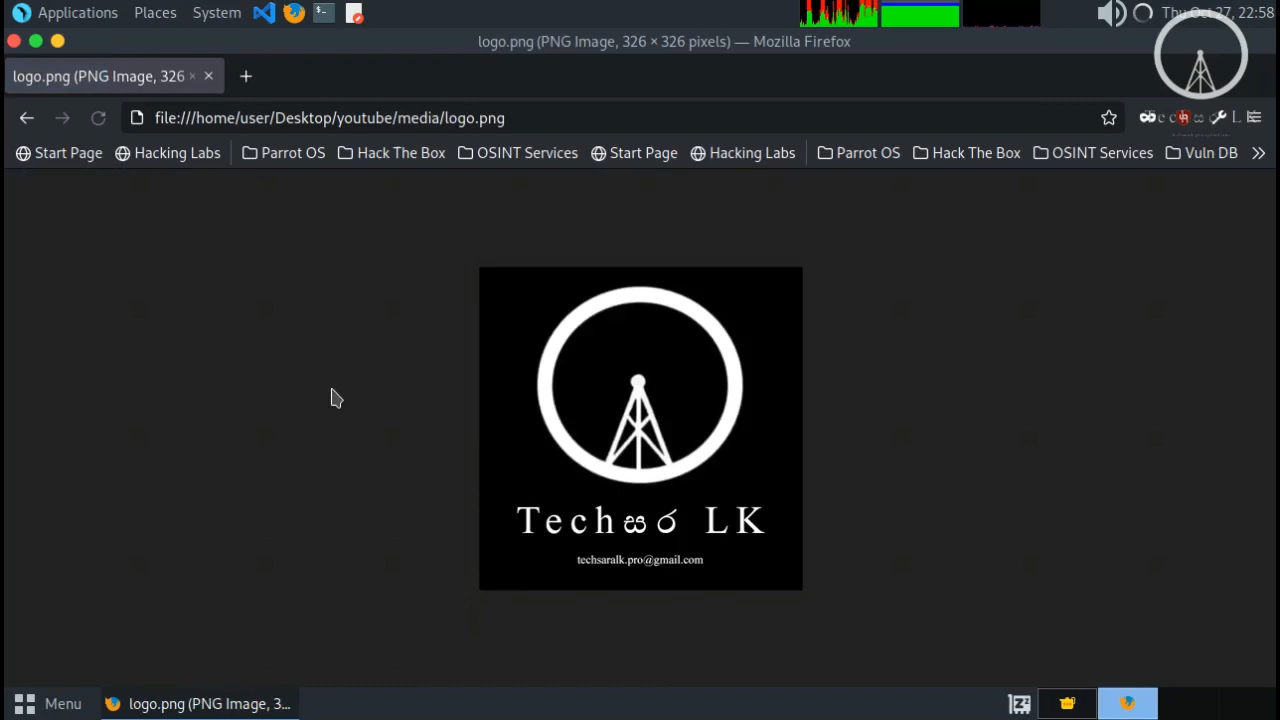 Applications Places System Thu Oct 27, 22:58
logo.png (PNG Image, 326 × 326 pixels) — Mozilla Firefox
logo.png (PNG Image, 326 ×
file:///home/user/Desktop/youtube/media/logo.png
Start Page Hacking Labs Parrot OS Hack The Box OSINT Services Start Page Hacking Labs Parrot OS Hack The Box OSINT Services Vuln DB
Techසර LK
techsaralk.pro@gmail.com
Menu logo.png (PNG Image, 3...